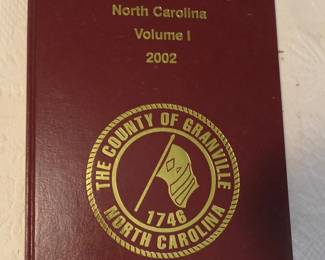 North Carolina
Volume I
2002
THE COUNTY OF GRANVILLE
1746
NORTH CAROLINA